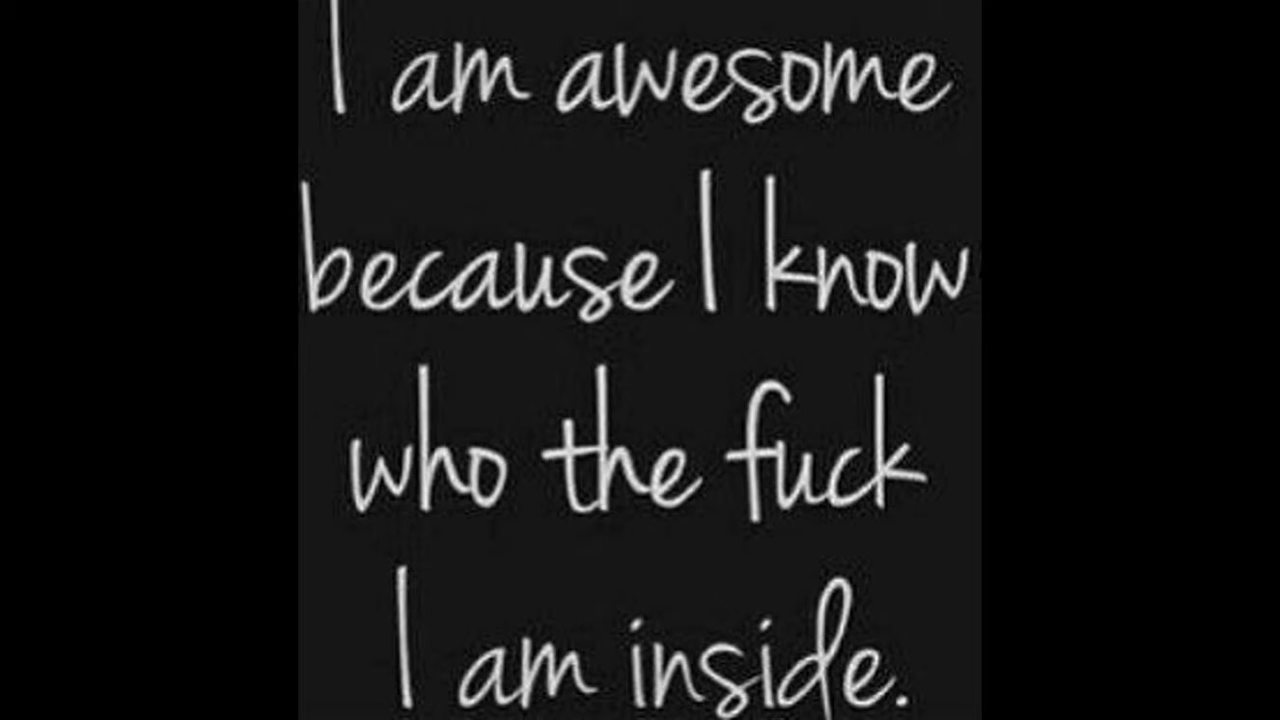 I am awesome
because I know
who the fuck
I am inside.